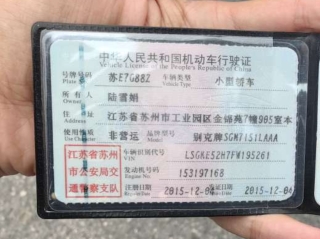 中华人民共和国机动车行驶证
Vehicle License of the People's Republic of China
号牌号码 苏E7G88Z 车辆类型 小型轿车
Plate No. Vehicle Type
所有人 陆雪娟
Owner
住址 江苏省苏州市工业园区金锦苑7幢905室本
Address
使用性质 非营运 品牌型号 别克牌SGM7151LAAA
Use Character Model
江苏省苏州市公安局交通警察支队
车辆识别代号 LSGKE52H7FW195261
VIN
发动机号码 153197168
Engine No.
注册日期 2015-12-04 发证日期 2015-12-04
Register Date Issue Date